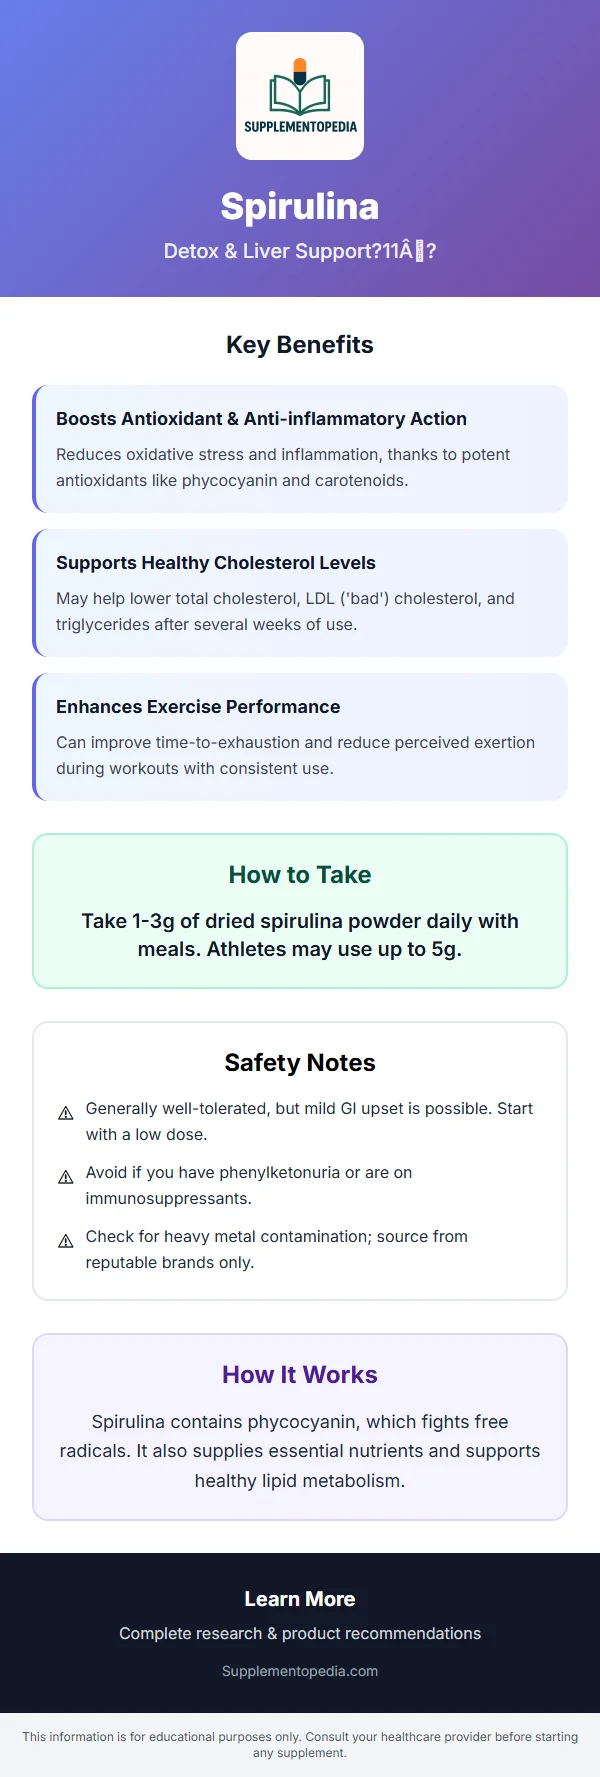 SUPPLEMENTOPEDIA
Spirulina
Detox & Liver Support?11Â?
Key Benefits
Boosts Antioxidant & Anti-inflammatory Action
Reduces oxidative stress and inflammation, thanks to potent
antioxidants like phycocyanin and carotenoids.
Supports Healthy Cholesterol Levels
May help lower total cholesterol, LDL ('bad') cholesterol, and
triglycerides after several weeks of use.
Enhances Exercise Performance
Can improve time-to-exhaustion and reduce perceived exertion
during workouts with consistent use.
How to Take
Take 1-3g of dried spirulina powder daily with
meals. Athletes may use up to 5g.
Safety Notes
⚠ Generally well-tolerated, but mild GI upset is possible. Start
with a low dose.
⚠ Avoid if you have phenylketonuria or are on
immunosuppressants.
⚠ Check for heavy metal contamination; source from
reputable brands only.
How It Works
Spirulina contains phycocyanin, which fights free
radicals. It also supplies essential nutrients and supports
healthy lipid metabolism.
Learn More
Complete research & product recommendations
Supplementopedia.com
This information is for educational purposes only. Consult your healthcare provider before starting
any supplement.